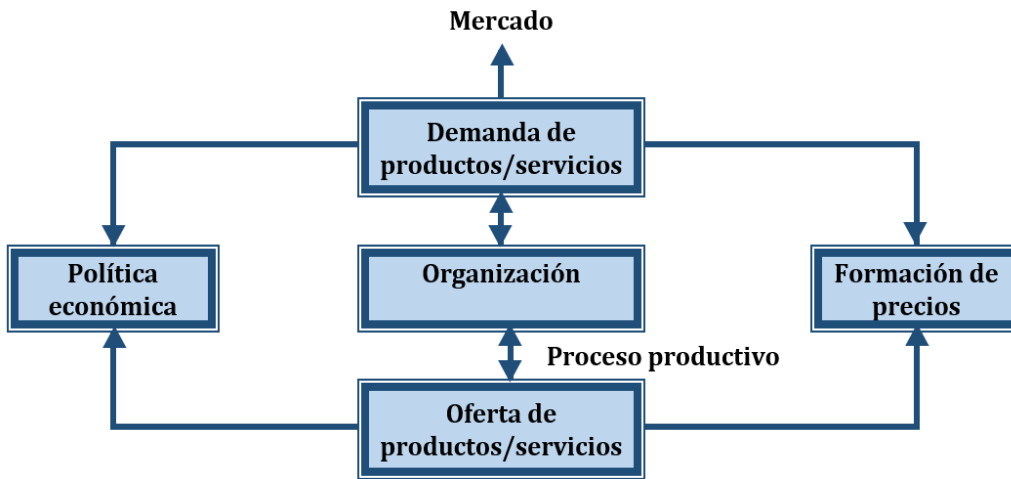 Mercado
Demanda de
productos/servicios
Política
económica
Organización
Formación de
precios
Proceso productivo
Oferta de
productos/servicios